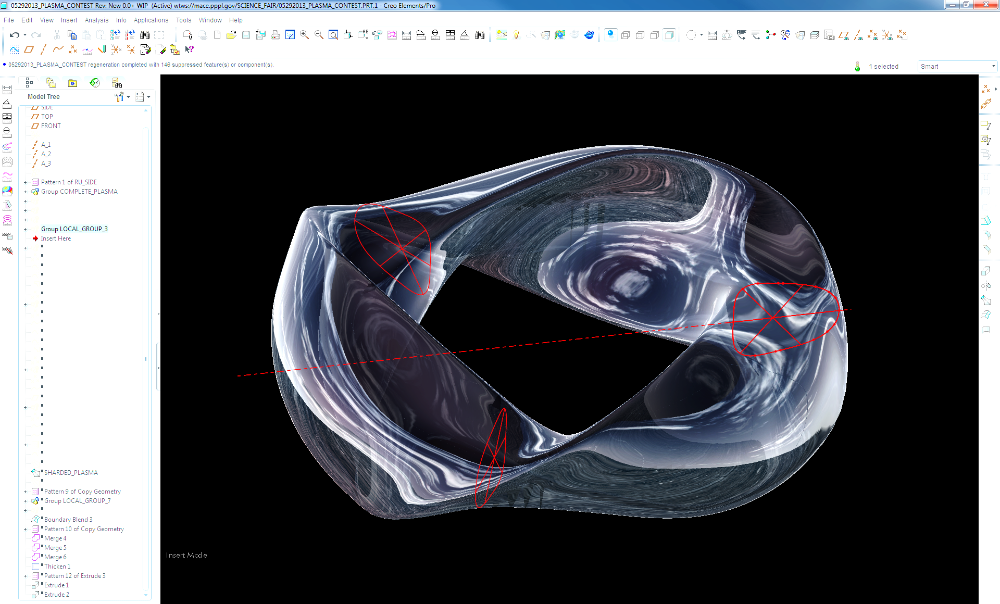 05292013_PLASMA_CONTEST Rev: New 0.0+ WIP (Active) wtws://mace.pppl.gov/SCIENCE_FAIR/05292013_PLASMA_CONTEST.PRT.1 - Creo Elements/Pro
File Edit View Insert Analysis Info Applications Tools Window Help
05292013_PLASMA_CONTEST regeneration completed with 146 suppressed feature(s) or component(s).
1 selected
Smart
Model Tree
SIDE
TOP
FRONT
A_1
A_2
A_3
Pattern 1 of RU_SIDE
Group COMPLETE_PLASMA
Group LOCAL_GROUP_3
Insert Here
SHARDED_PLASMA
Pattern 9 of Copy Geometry
Group LOCAL_GROUP_7
Boundary Blend 3
Pattern 10 of Copy Geometry
Merge 4
Merge 5
Merge 6
Thicken 1
Pattern 12 of Extrude 3
Extrude 1
Extrude 2
Insert Mode